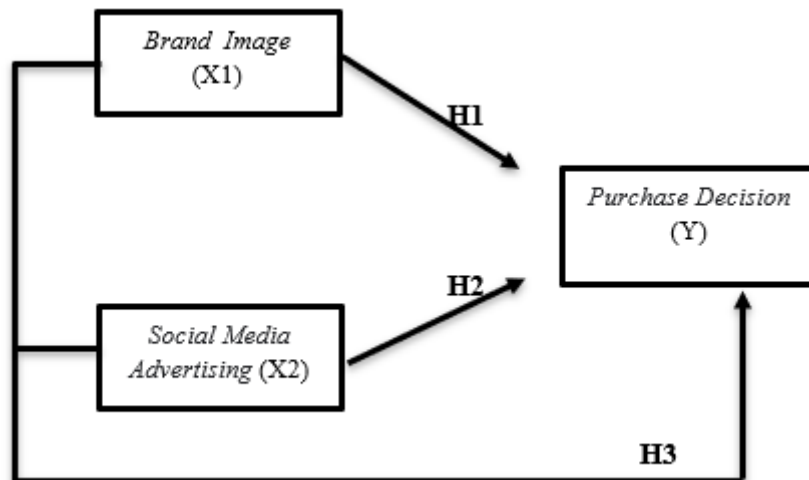 Brand Image
(X1)
H1
Purchase Decision
(Y)
H2
Social Media
Advertising (X2)
H3